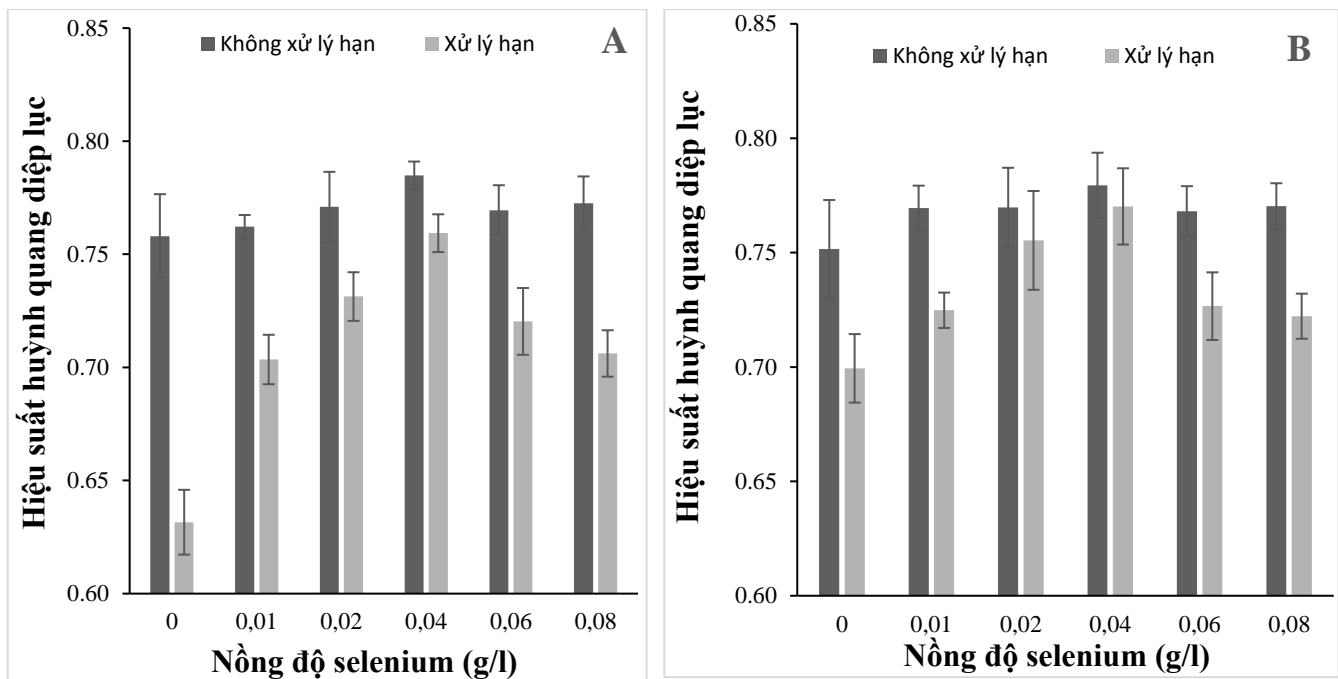 A
Không xử lý hạn Xử lý hạn
Hiệu suất huỳnh quang diệp lục
0.85
0.80
0.75
0.70
0.65
0.60
0 0,01 0,02 0,04 0,06 0,08
Nồng độ selenium (g/l)
B
Không xử lý hạn Xử lý hạn
Hiệu suất huỳnh quang diệp lục
0.85
0.80
0.75
0.70
0.65
0.60
0 0,01 0,02 0,04 0,06 0,08
Nồng độ selenium (g/l)